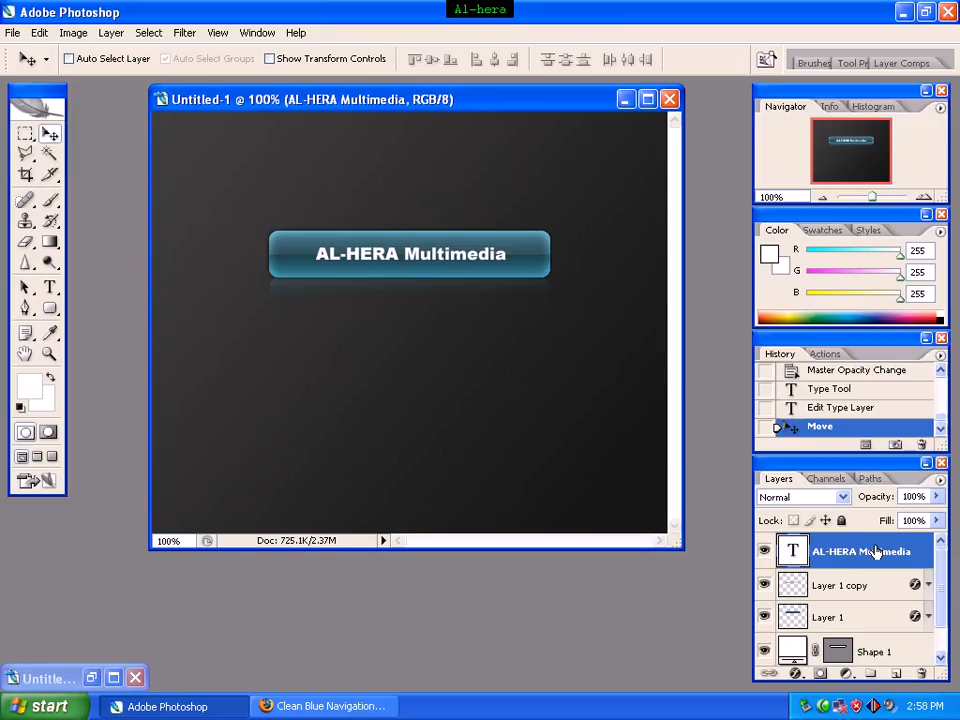 Al-hera
Adobe Photoshop
File Edit Image Layer Select Filter View Window Help
Auto Select Layer Auto Select Groups Show Transform Controls
Brushes Tool Pr Layer Comps
Untitled-1 @ 100% (AL-HERA Multimedia, RGB/8)
AL-HERA Multimedia
100% Doc: 725.1K/2.37M
Navigator Info Histogram
100%
Color Swatches Styles
R 255
G 255
B 255
History Actions
Master Opacity Change
Type Tool
Edit Type Layer
Move
Layers Channels Paths
Normal Opacity: 100%
Lock: Fill: 100%
T AL-HERA Multimedia
Layer 1 copy
Layer 1
Shape 1
Untitle...
start Adobe Photoshop Clean Blue Navigation... 2:58 PM